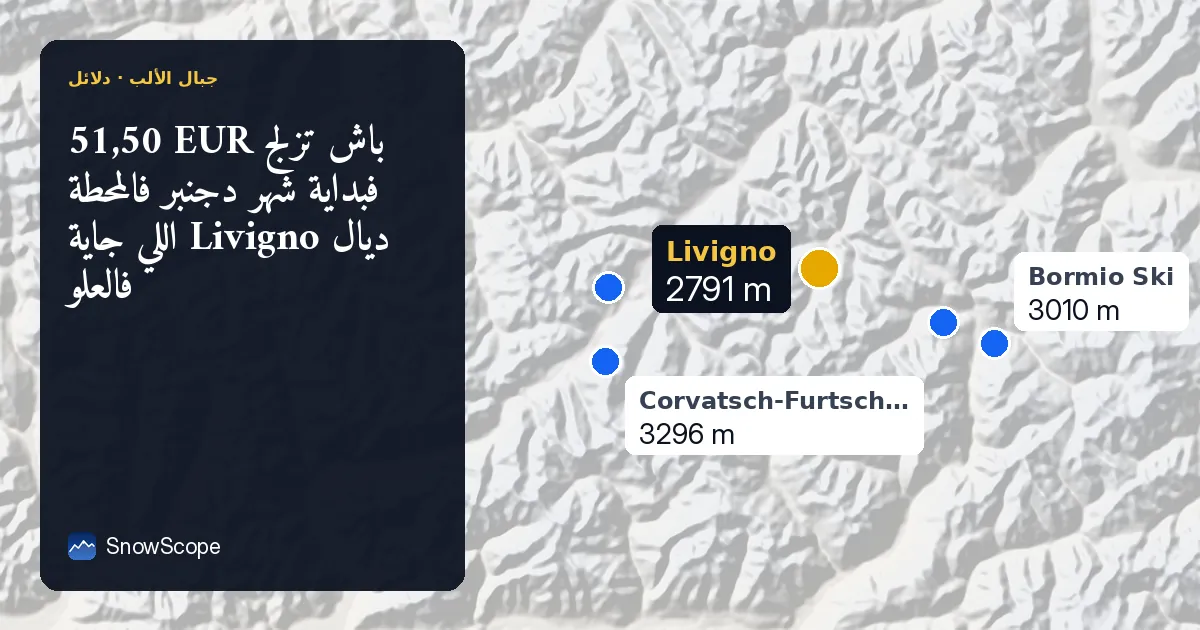 جبال الألب · دلائل
51,50 EUR باش تزلج
فبداية شهر دجنبر فالمحطة
ديال Livigno اللي جاية
فالعلو
Livigno
2791 m
Bormio Ski
3010 m
Corvatsch-Furtsch…
3296 m
SnowScope